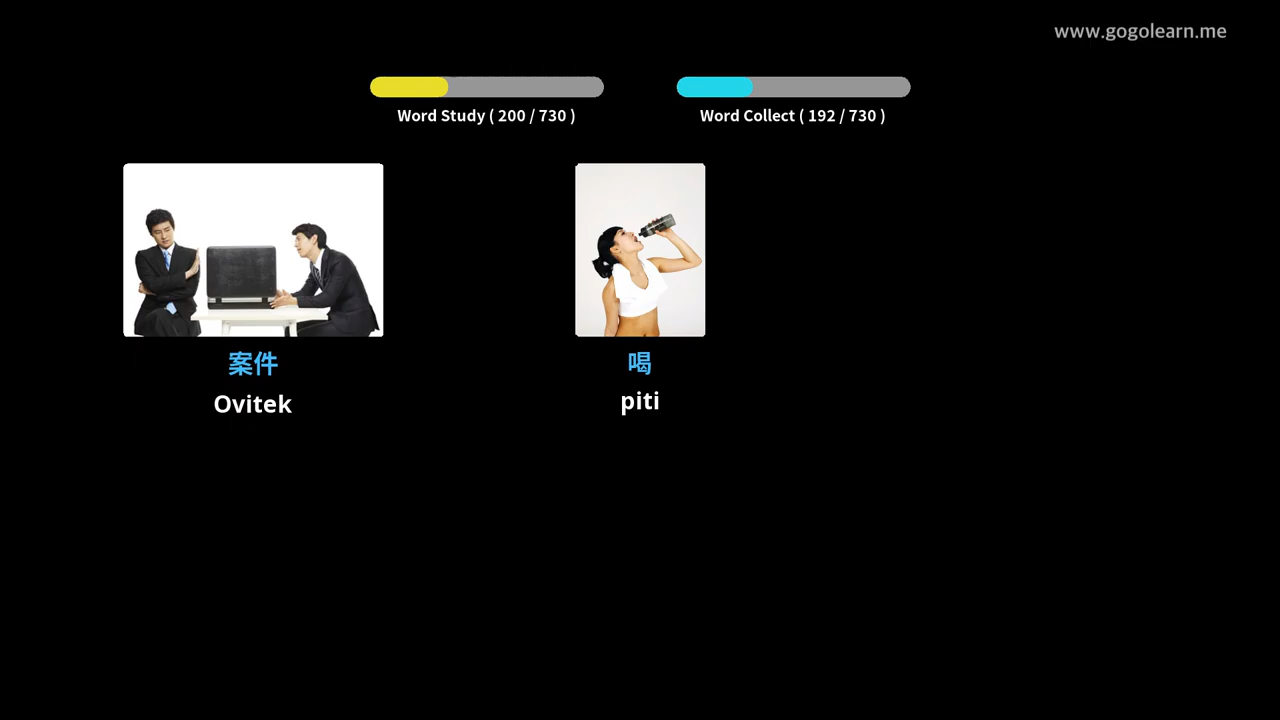 www.gogolearn.me
Word Study ( 200 / 730 )
Word Collect ( 192 / 730 )
案件
Ovitek
喝
piti